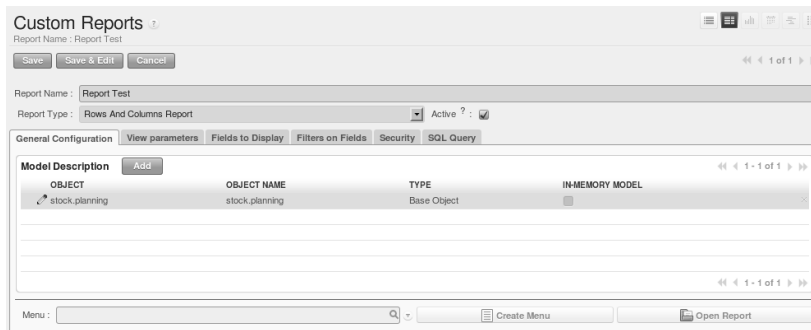 Custom Reports ?
Report Name : Report Test
Save Save & Edit Cancel
1 of 1
Report Name : Report Test
Report Type : Rows And Columns Report Active ? :
General Configuration View parameters Fields to Display Filters on Fields Security SQL Query
Model Description Add 1 - 1 of 1
OBJECT OBJECT NAME TYPE IN-MEMORY MODEL
stock.planning stock.planning Base Object
1 - 1 of 1
Menu : Create Menu Open Report